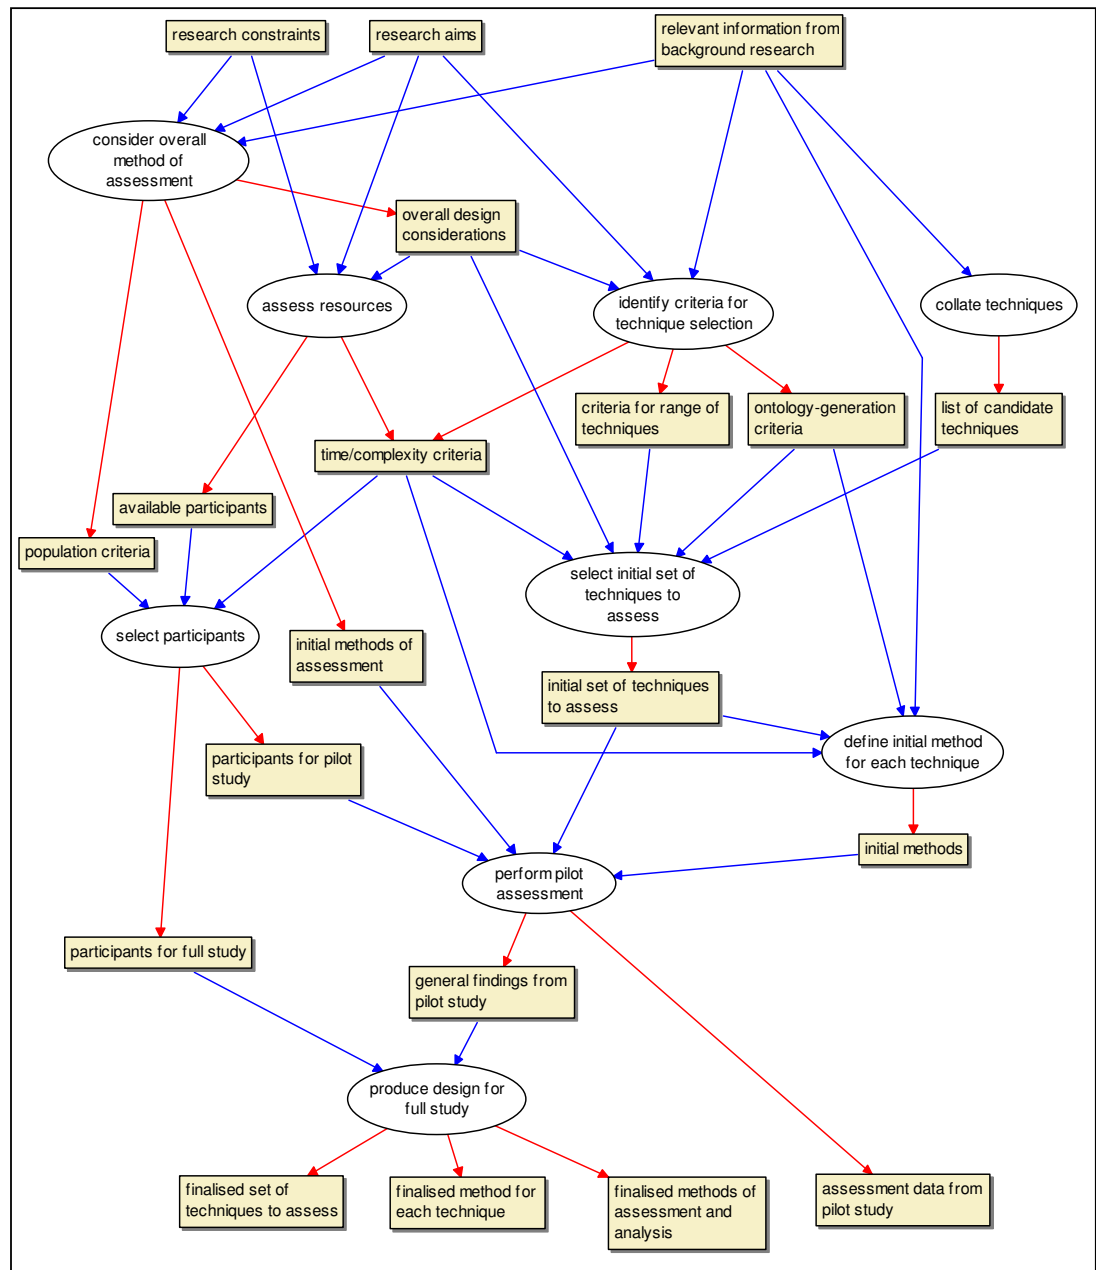 research constraints
research aims
relevant information from
background research
consider overall
method of
assessment
overall design
considerations
assess resources
identify criteria for
technique selection
collate techniques
criteria for range of
techniques
ontology-generation
criteria
list of candidate
techniques
time/complexity criteria
available participants
population criteria
select initial set of
techniques to
assess
select participants
initial methods of
assessment
initial set of techniques
to assess
participants for pilot
study
define initial method
for each technique
initial methods
perform pilot
assessment
participants for full study
general findings from
pilot study
produce design for
full study
finalised set of
techniques to assess
finalised method for
each technique
finalised methods of
assessment and
analysis
assessment data from
pilot study